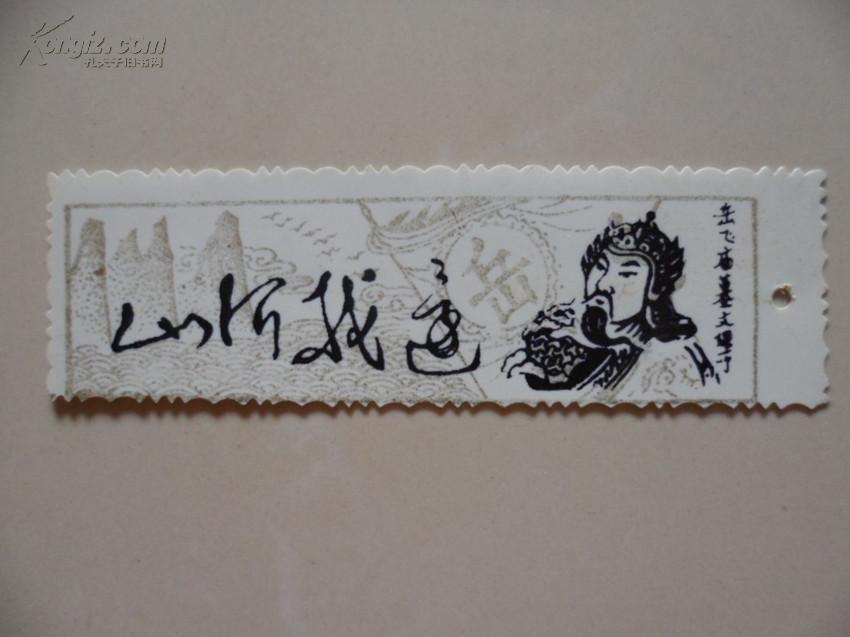 Kongfz.com
孔夫子旧书网
还我河山
岳
岳飞庙墓文保所